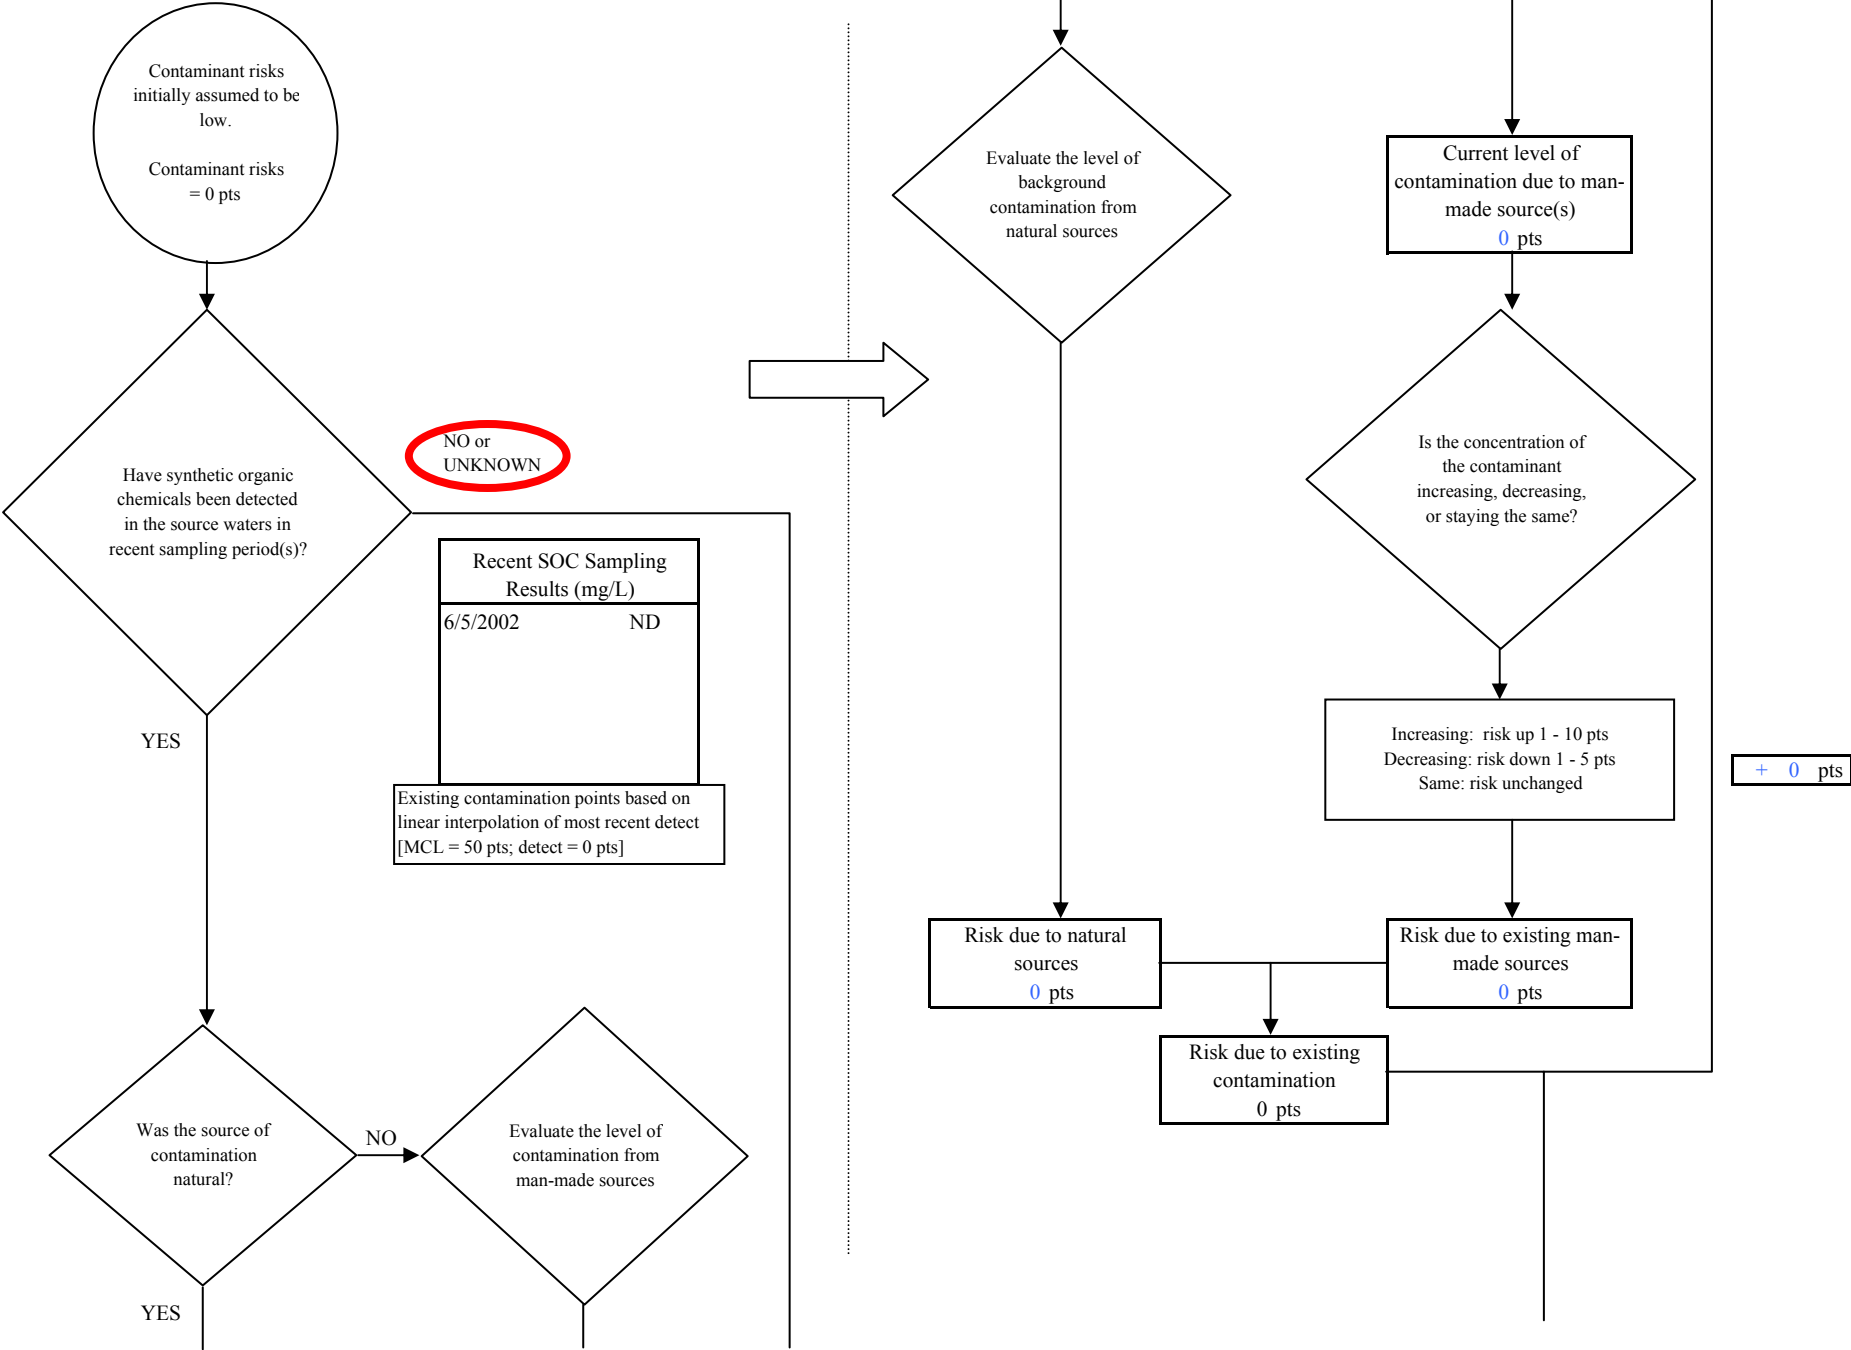 Contaminant risks
initially assumed to be
low.
Contaminant risks
= 0 pts
Have synthetic organic
chemicals been detected
in the source waters in
recent sampling period(s)?
NO or
UNKNOWN
Recent SOC Sampling
Results (mg/L)
6/5/2002 ND
Existing contamination points based on
linear interpolation of most recent detect
[MCL = 50 pts; detect = 0 pts]
YES
Was the source of
contamination
natural?
NO
Evaluate the level of
contamination from
man-made sources
YES
Evaluate the level of
background
contamination from
natural sources
Current level of
contamination due to man-
made source(s)
0 pts
Is the concentration of
the contaminant
increasing, decreasing,
or staying the same?
Increasing: risk up 1 - 10 pts
Decreasing: risk down 1 - 5 pts
Same: risk unchanged
+ 0 pts
Risk due to natural
sources
0 pts
Risk due to existing man-
made sources
0 pts
Risk due to existing
contamination
0 pts